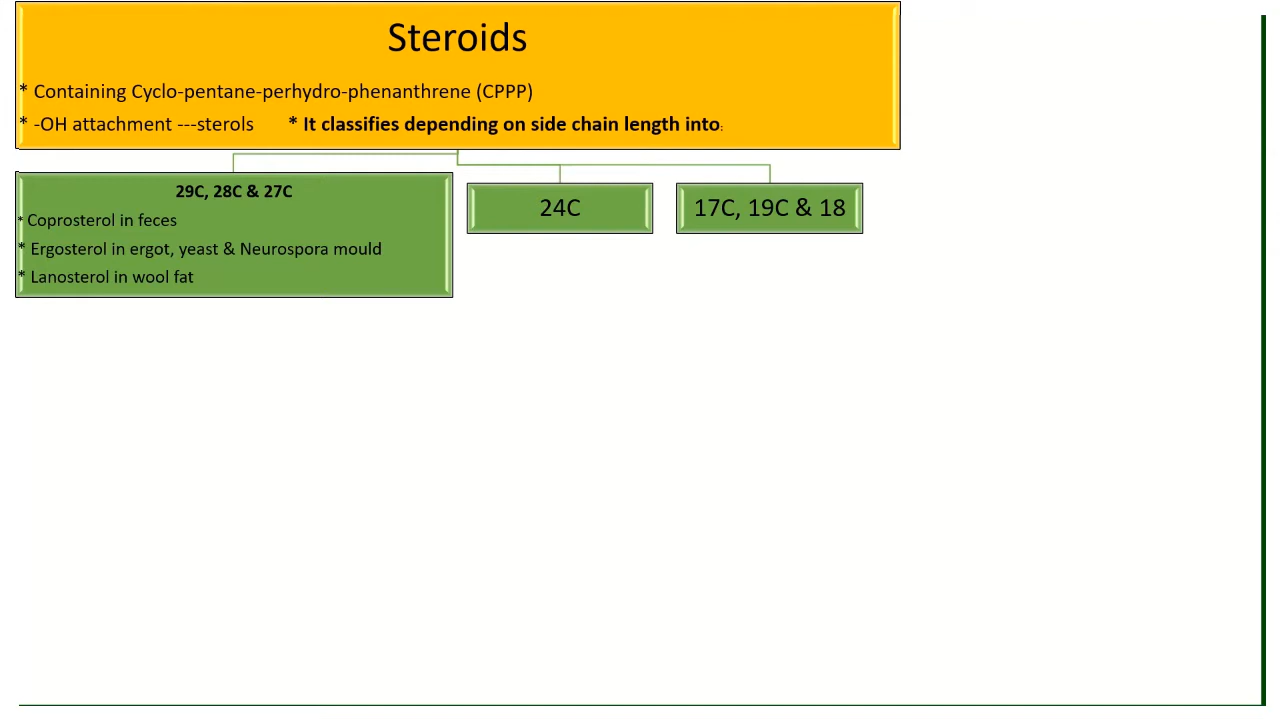 Steroids
* Containing Cyclo-pentane-perhydro-phenanthrene (CPPP)
* -OH attachment ---sterols * It classifies depending on side chain length into:
29C, 28C & 27C
* Coprosterol in feces
* Ergosterol in ergot, yeast & Neurospora mould
* Lanosterol in wool fat
24C
17C, 19C & 18